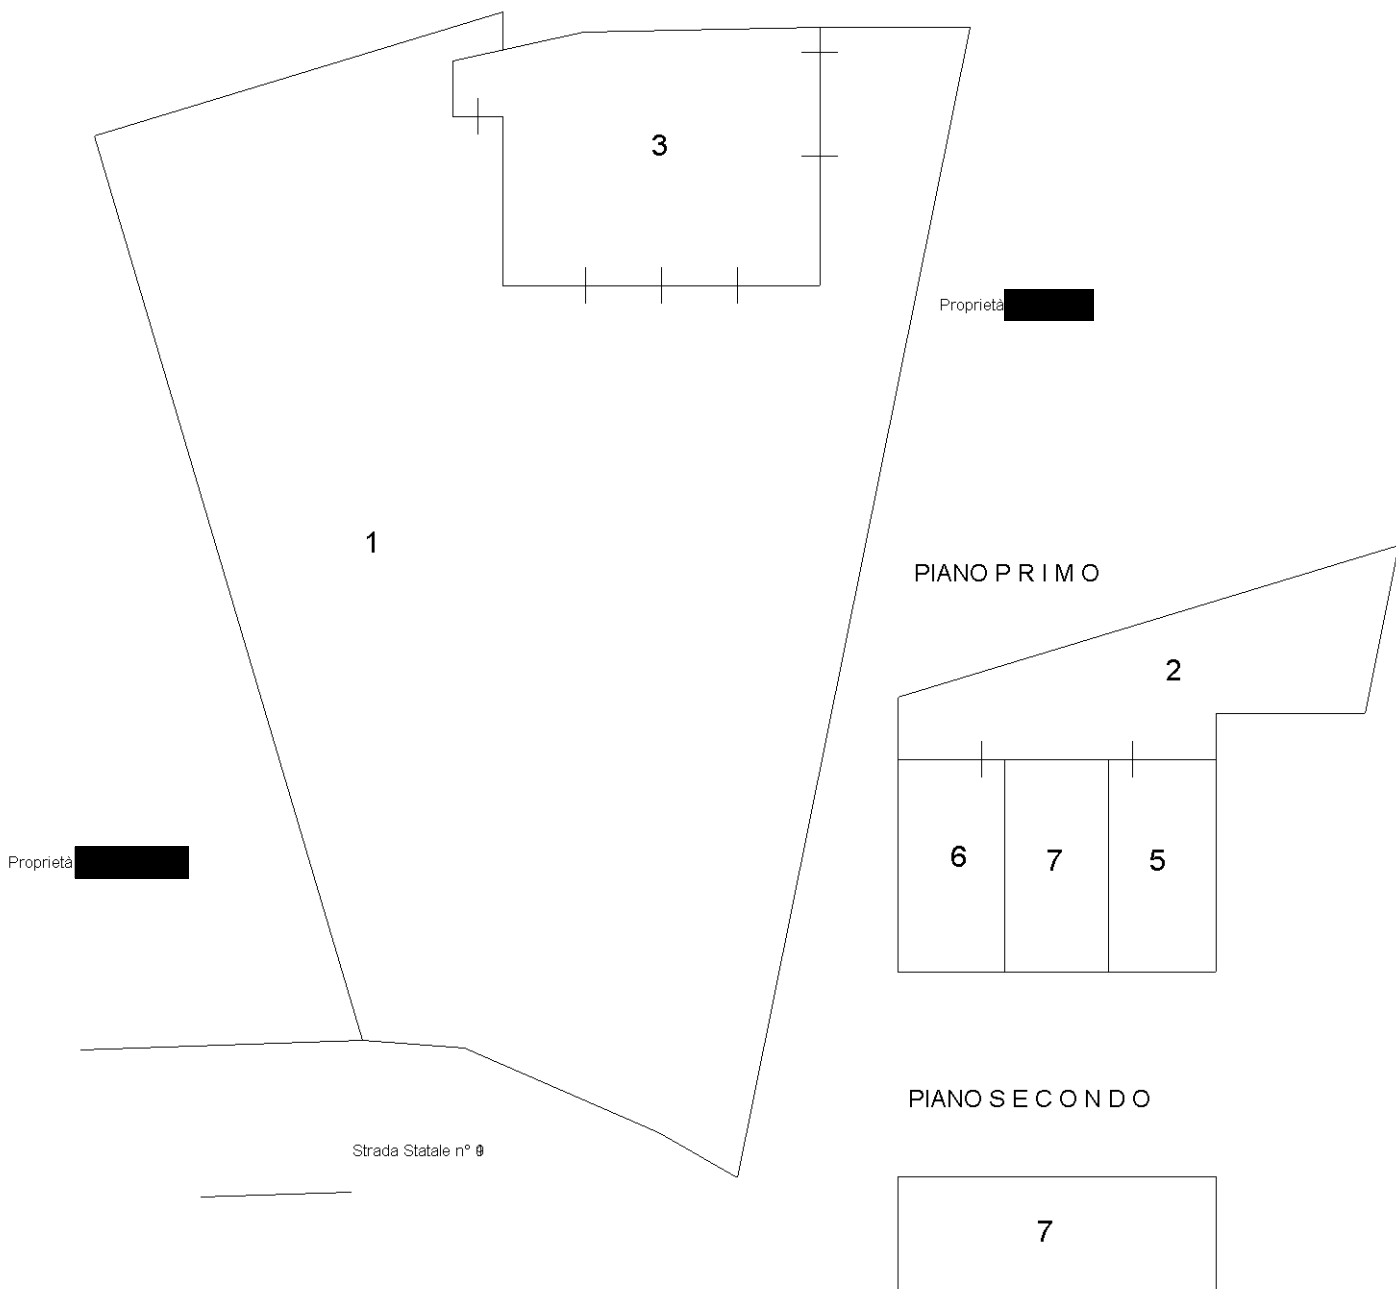 3
Proprietà
1
PIANO P R I M O
2
6 7 5
Proprietà
PIANO S E C O N D O
Strada Statale n°
7